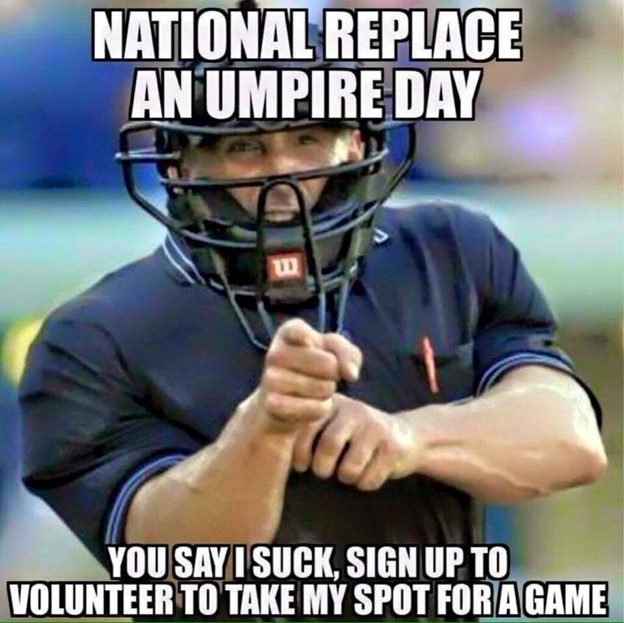 NATIONAL REPLACE
AN UMPIRE DAY
YOU SAY I SUCK, SIGN UP TO
VOLUNTEER TO TAKE MY SPOT FOR A GAME